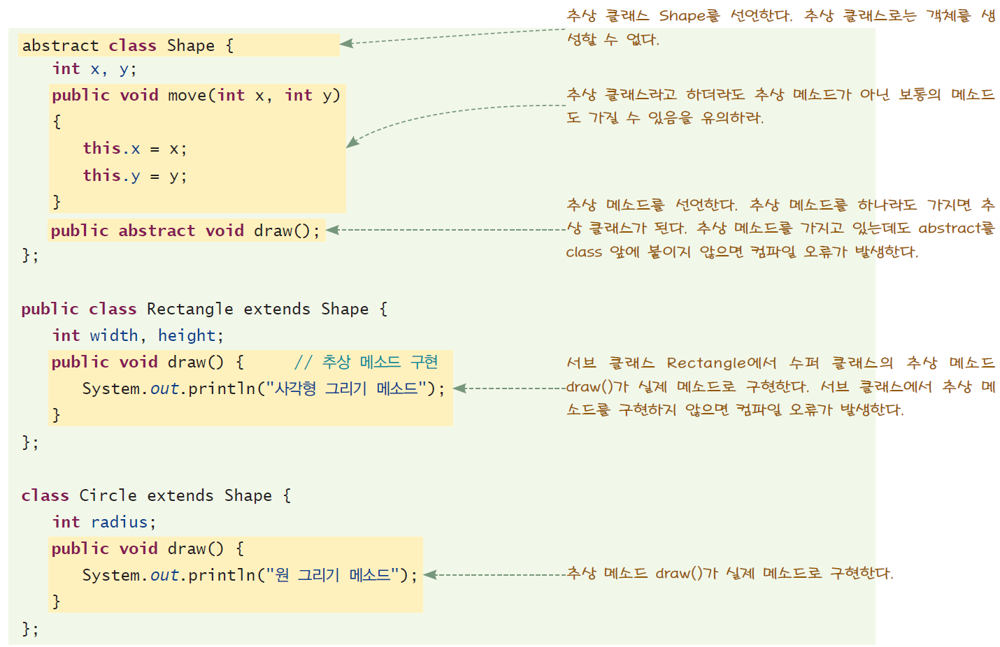 추상 클래스 Shape를 선언한다. 추상 클래스로는 객체를 생
성할 수 없다.
abstract class Shape {
int x, y;
public void move(int x, int y)
추상 클래스라고 하더라도 추상 메소드가 아닌 보통의 메소드
도 가질 수 있음을 유의하라.
{
this.x = x;
this.y = y;
}
추상 메소드를 선언한다. 추상 메소드를 하나라도 가지면 추
상 클래스가 된다. 추상 메소드를 가지고 있는데도 abstract를
class 앞에 붙이지 않으면 컴파일 오류가 발생한다.
public abstract void draw();
};
public class Rectangle extends Shape {
int width, height;
public void draw() { // 추상 메소드 구현
System.out.println("사각형 그리기 메소드");
}
서브 클래스 Rectangle에서 수퍼 클래스의 추상 메소드
draw()가 실제 메소드로 구현한다. 서브 클래스에서 추상 메
소드를 구현하지 않으면 컴파일 오류가 발생한다.
};
class Circle extends Shape {
int radius;
public void draw() {
System.out.println("원 그리기 메소드");
추상 메소드 draw()가 실제 메소드로 구현한다.
}
};